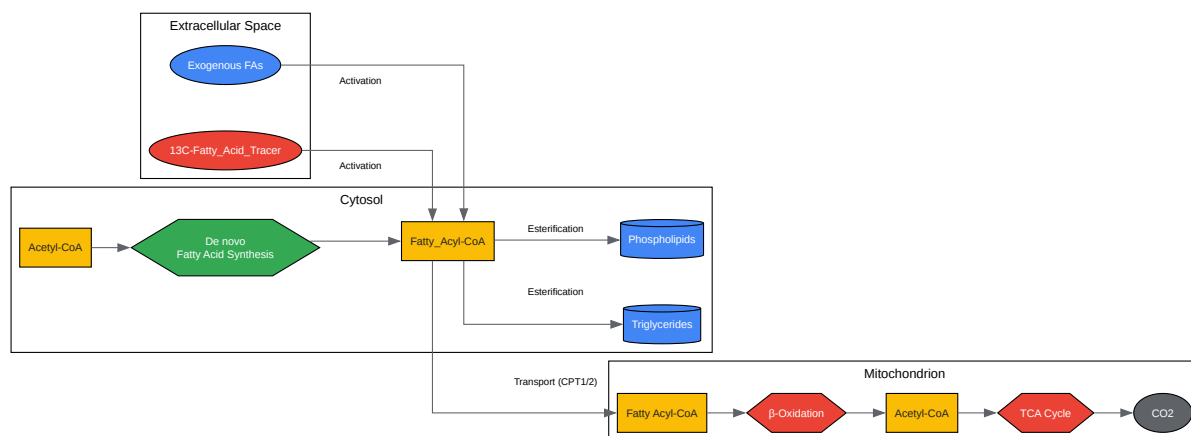 Extracellular Space
Exogenous FAs
Activation
13C-Fatty_Acid_Tracer
Activation
Cytosol
Acetyl-CoA
De novo
Fatty Acid Synthesis
Fatty_Acyl-CoA
Esterification
Phospholipids
Esterification
Triglycerides
Transport (CPT1/2)
Mitochondrion
Fatty Acyl-CoA
β-Oxidation
Acetyl-CoA
TCA Cycle
CO2